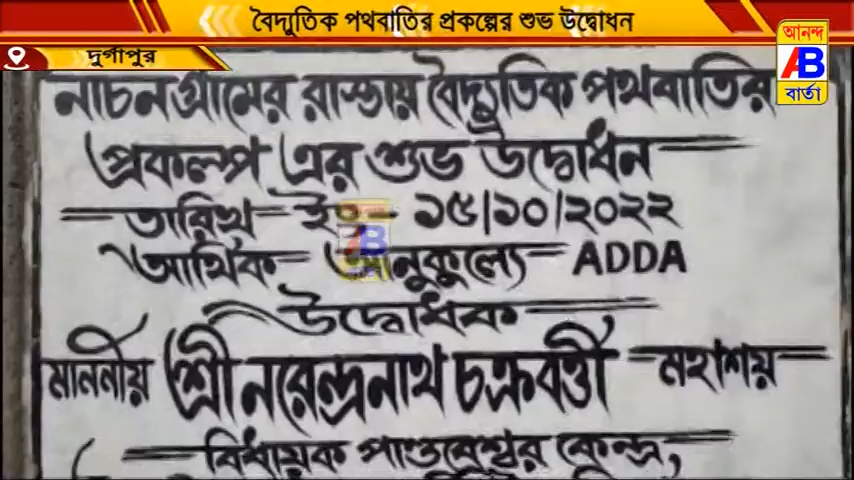 বৈদ্যুতিক পথবাতির প্রকল্পের শুভ উদ্বোধন
দুর্গাপুর
আনন্দ
AB
বার্তা
নাচন গ্রামের রাস্তায় বৈদ্যুতিক পথবাতির
প্রকল্প এর শুভ উদ্বোধন
তারিখ - ইং - ১৫/১০/২০২২
আর্থিক - আনুকুল্যে - ADDA
উদ্বোধক
মাননীয় শ্রী নরেন্দ্রনাথ চক্রবর্ত্তী - মহাশয়
বিধায়ক পাণ্ডবেশ্বর কেন্দ্র,